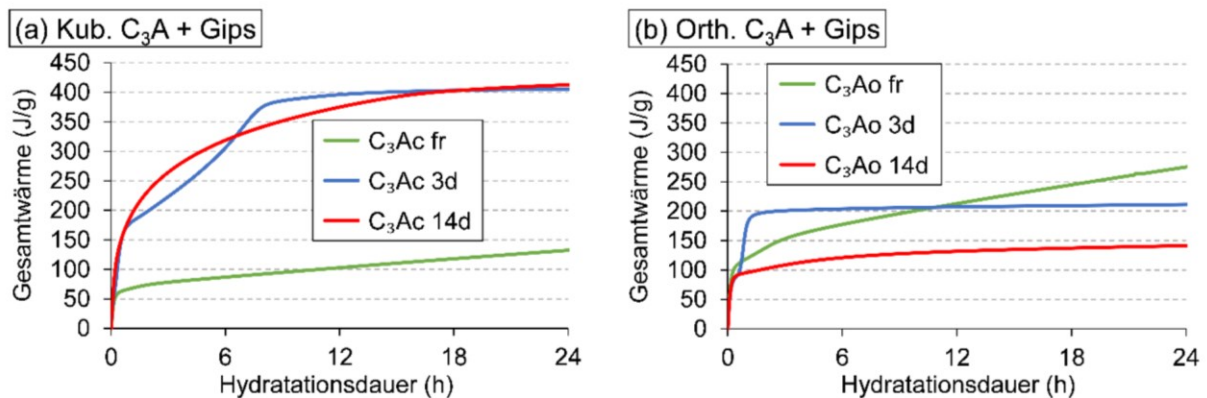 (a) Kub. C₃A + Gips
Gesamtwärme (J/g)
450
400
350
300
250
200
150
100
50
0
C₃Ac fr
C₃Ac 3d
C₃Ac 14d
0 6 12 18 24
Hydratationsdauer (h)
(b) Orth. C₃A + Gips
Gesamtwärme (J/g)
450
400
350
300
250
200
150
100
50
0
C₃Ao fr
C₃Ao 3d
C₃Ao 14d
0 6 12 18 24
Hydratationsdauer (h)